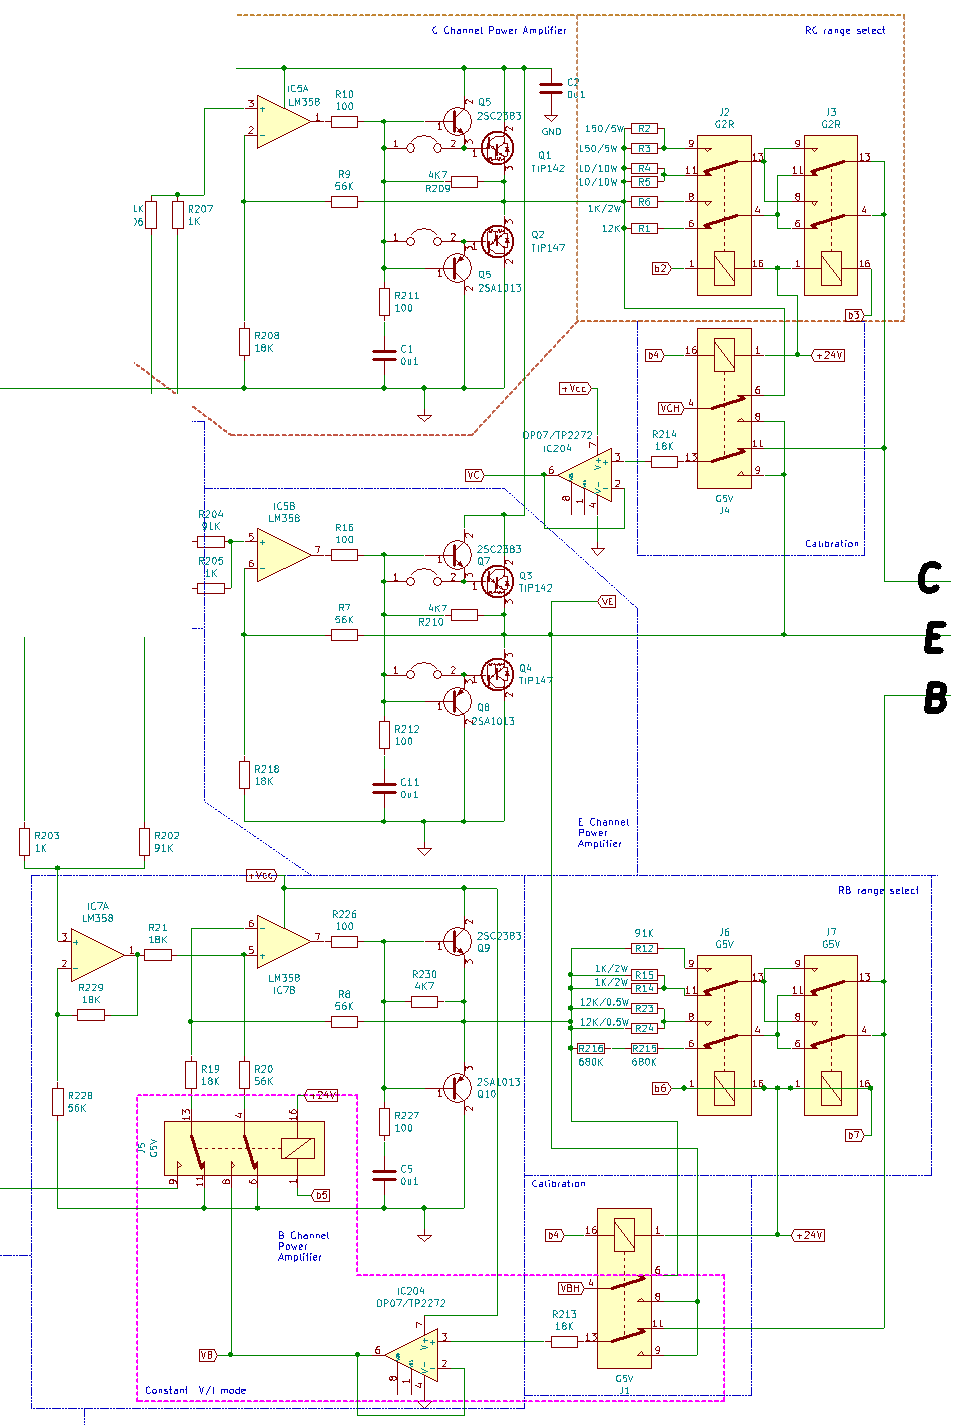 C Channel Power Amplifier
RC range select
IC5A
LM358
R10
100
Q5
2SC2383
C2
0u1
GND
Q1
TIP142
4K7
R209
R9
56K
R207
1K
Q2
TIP147
Q5
2SA1013
R211
100
R208
18K
C1
0u1
150/5W
R2
150/5W
R3
10/10W
R4
10/10W
R5
1K/2W
R6
12K
R1
J2
G2R
J3
G2R
b2
b3
b4
+24V
VCH
G5V
J4
Calibration
+Vcc
OP07/TP2272
IC204
R214
18K
VC
R204
91K
R205
1K
IC5B
LM358
R16
100
2SC2383
Q7
Q3
TIP142
4K7
R210
R7
56K
VE
Q4
TIP147
Q8
2SA1013
R212
100
R218
18K
C11
0u1
C
E
B
E Channel
Power
Amplifier
R203
1K
R202
91K
+Vcc
IC7A
LM358
R21
18K
R229
18K
R228
56K
LM358
IC7B
R226
100
2SC2383
Q9
R230
4K7
R8
56K
R19
18K
R20
56K
2SA1013
Q10
R227
100
C5
0u1
J5
G5V
+24V
b5
B Channel
Power
Amplifier
RB range select
91K
R12
1K/2W
R15
1K/2W
R14
12K/0.5W
R23
12K/0.5W
R24
R216
680K
R215
680K
J6
G5V
J7
G5V
b6
b7
Calibration
b4
+24V
VBH
R213
18K
G5V
J1
IC204
OP07/TP2272
VB
Constant V/I mode